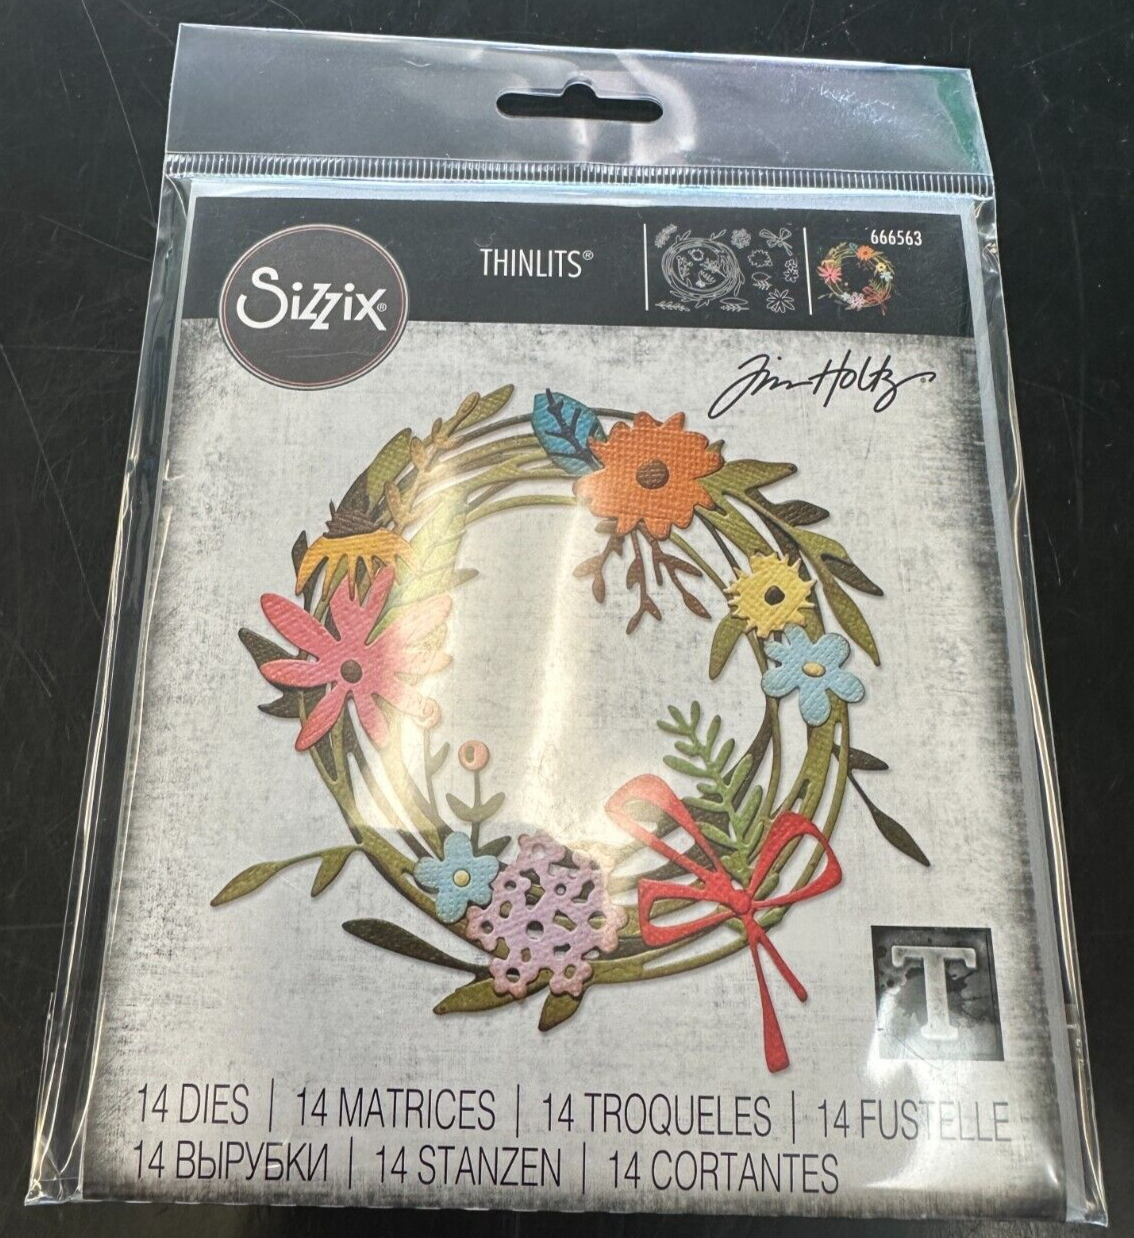 Sizzix®
THINLITS®
666563
Tim Holtz®
T
14 DIES | 14 MATRICES | 14 TROQUELES | 14 FUSTELLE
14 ВЫРУБКИ | 14 STANZEN | 14 CORTANTES